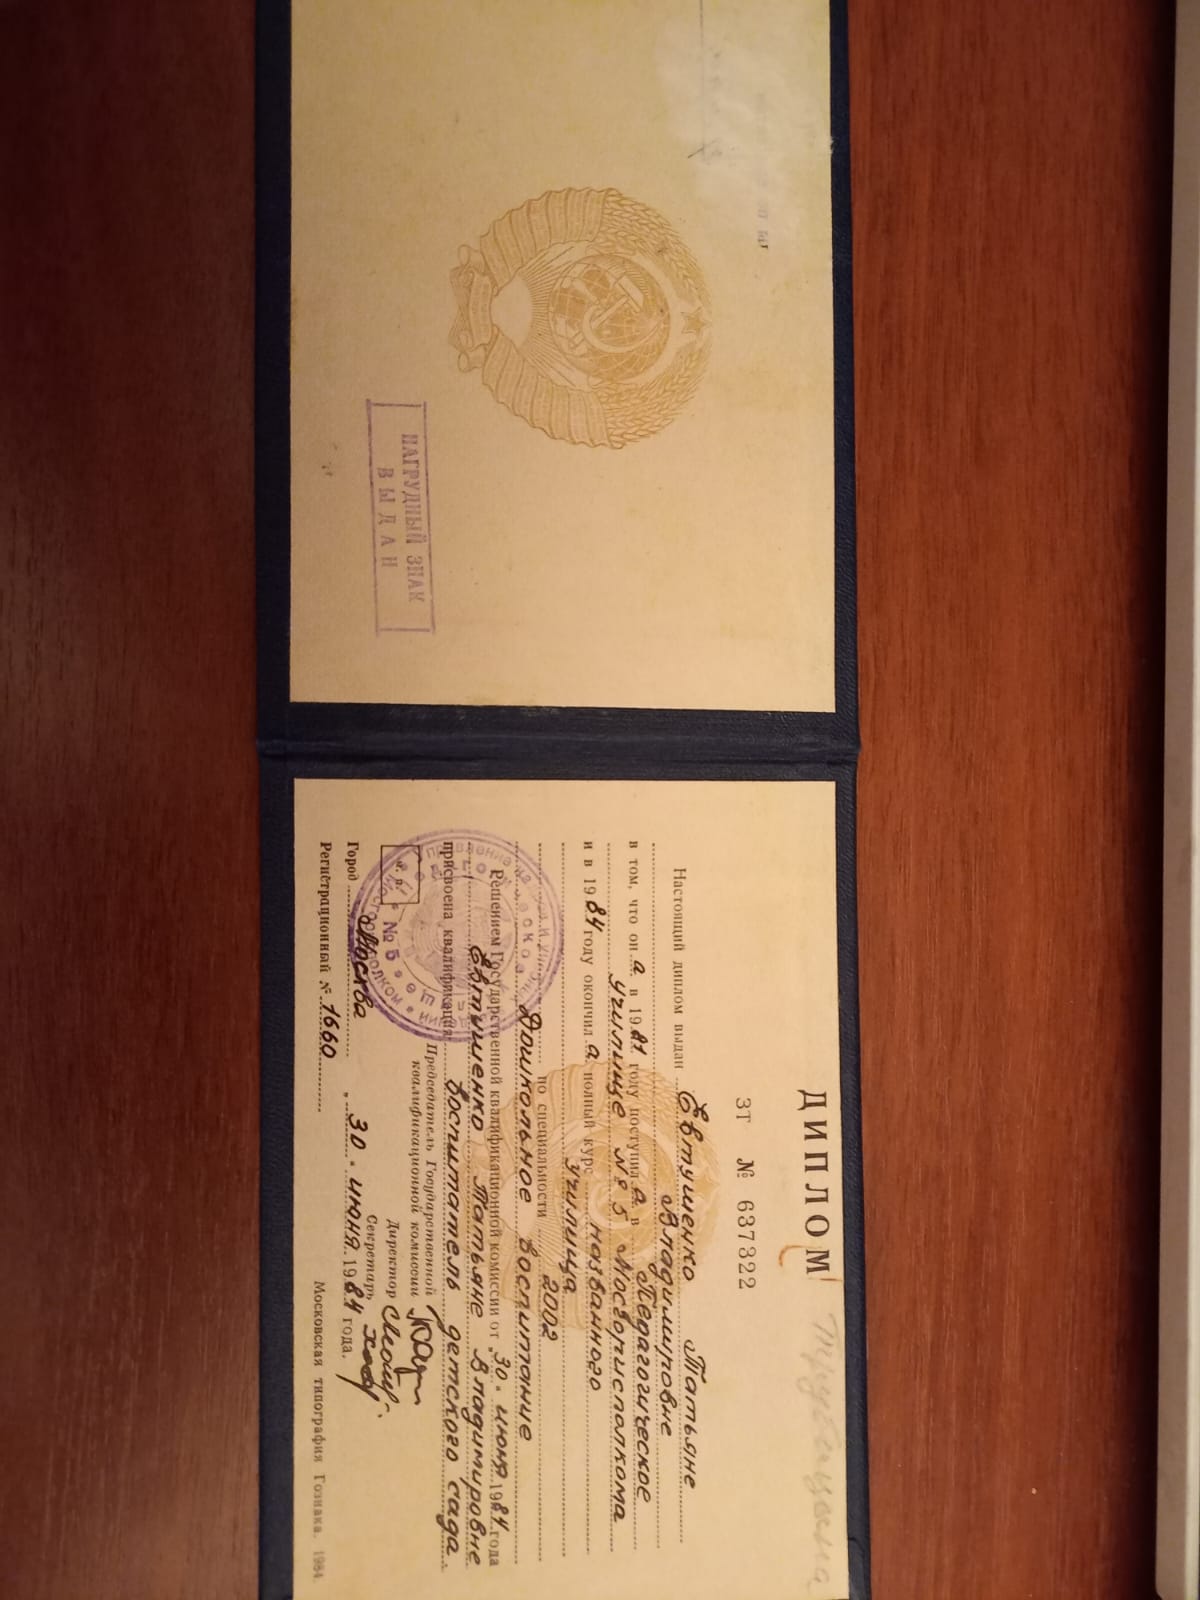 НАГРУДНЫЙ ЗНАК
ВЫДАН
ДИПЛОМ
ЗТ № 637322
Настоящий диплом выдан Евтушенко Татьяне
Владимировне
в том, что он а в 1981 году поступил а в Педагогическое
училище № 5 Мосгорисполкома
и в 1984 году окончил а полный курс названного
училища
по специальности 2002
Дошкольное воспитание
Решением Государственной квалификационной комиссии от „30" июня 1984 года
Евтушенко Татьяне Владимировне
присвоена квалификация воспитатель детского сада
Председатель Государственной
квалификационной комиссии
М. П.
Директор
Секретарь
Город Москва „30" июня 1984 года.
Регистрационный № 1660
Московская типография Гознака. 1984.
№ 5